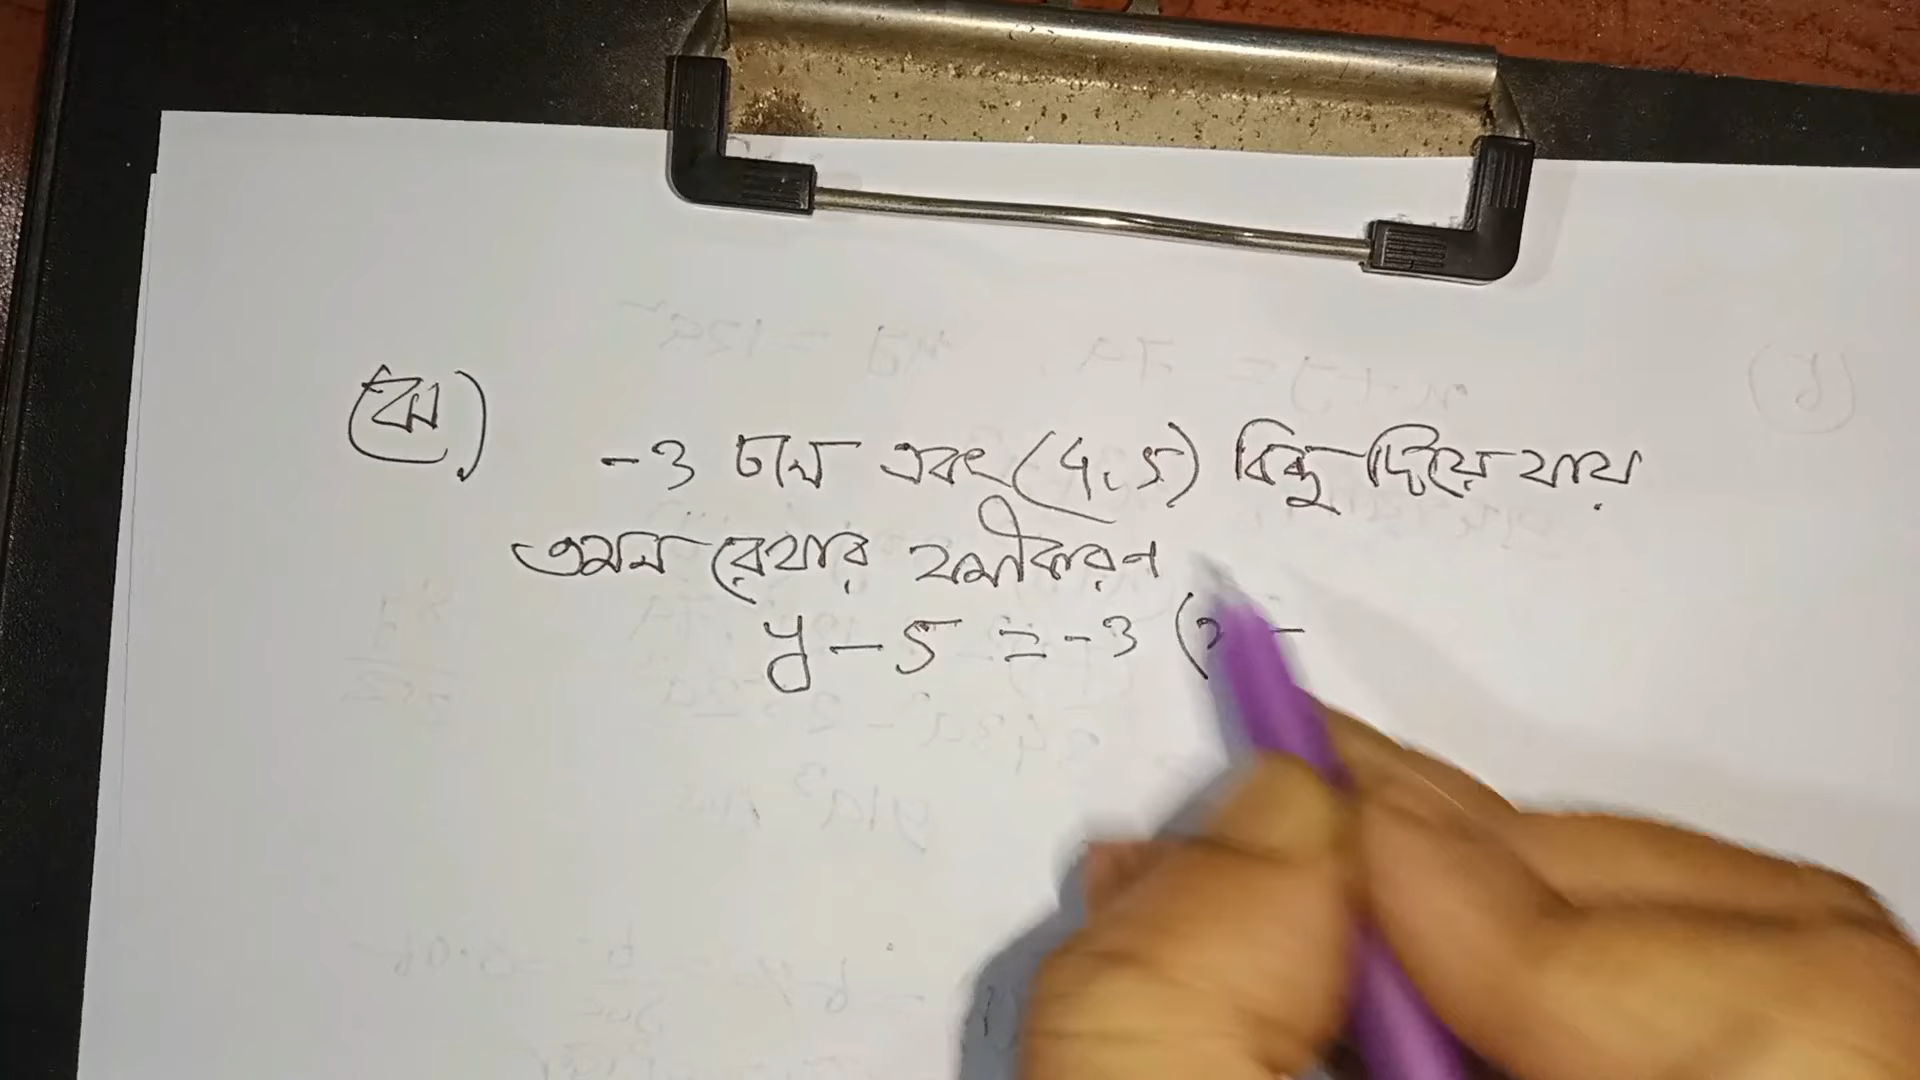 (ঝ).
-3 ঢাল এবং (4, 5) বিন্দু দিয়ে যায়
এমন রেখার সমীকরণ
y - 5 = -3 (x -